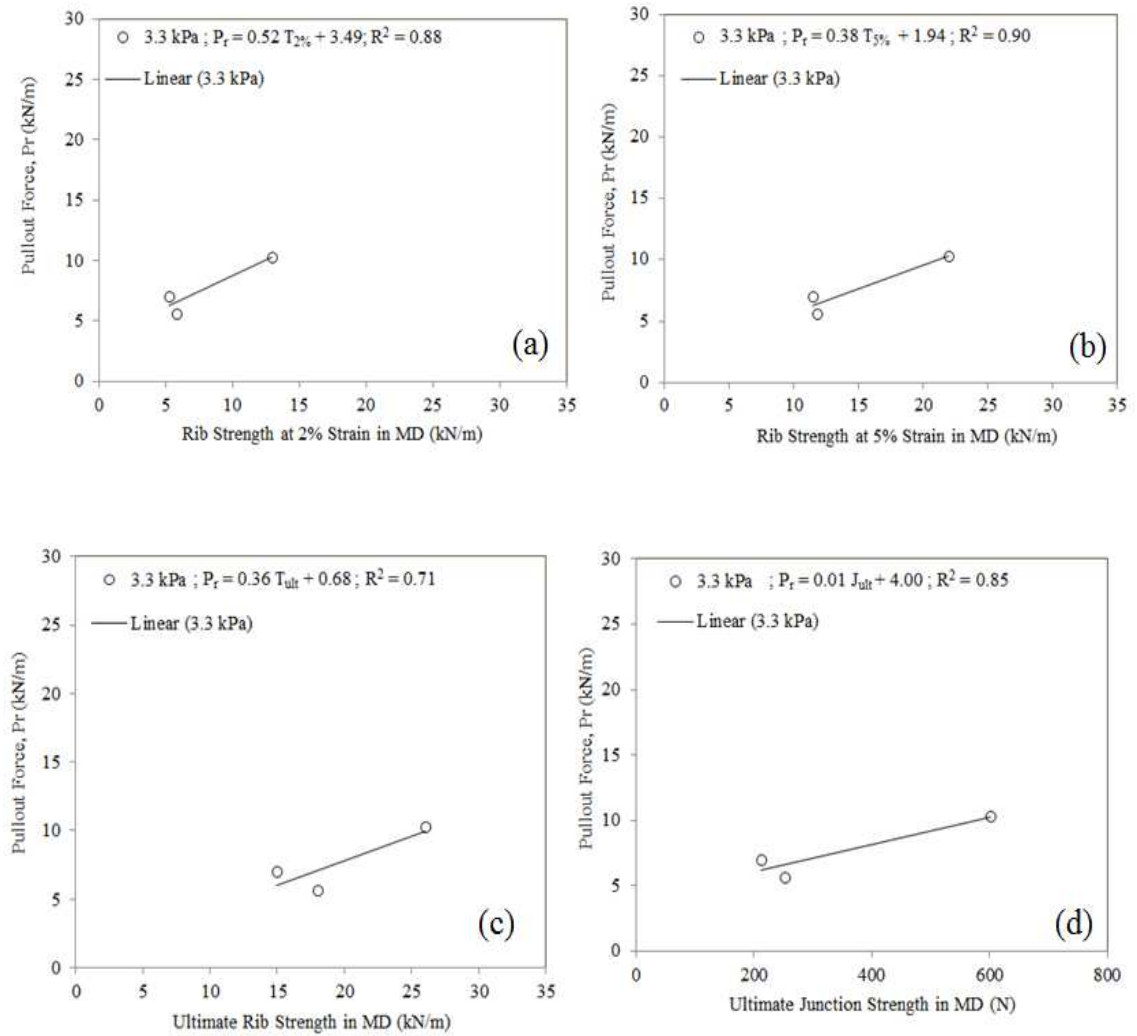 3.3 kPa ; Pr = 0.52 T2% + 3.49; R2 = 0.88
Linear (3.3 kPa)
Pullout Force, Pr (kN/m)
30
25
20
15
10
5
0
0 5 10 15 20 25 30 35
Rib Strength at 2% Strain in MD (kN/m)
(a)
3.3 kPa ; Pr = 0.38 T5% + 1.94 ; R2 = 0.90
Linear (3.3 kPa)
Pullout Force, Pr (kN/m)
30
25
20
15
10
5
0
0 5 10 15 20 25 30 35
Rib Strength at 5% Strain in MD (kN/m)
(b)
3.3 kPa ; Pr = 0.36 Tult + 0.68 ; R2 = 0.71
Linear (3.3 kPa)
Pullout Force, Pr (kN/m)
30
25
20
15
10
5
0
0 5 10 15 20 25 30 35
Ultimate Rib Strength in MD (kN/m)
(c)
3.3 kPa ; Pr = 0.01 Jult + 4.00 ; R2 = 0.85
Linear (3.3 kPa)
Pullout Force, Pr (kN/m)
30
25
20
15
10
5
0
0 200 400 600 800
Ultimate Junction Strength in MD (N)
(d)